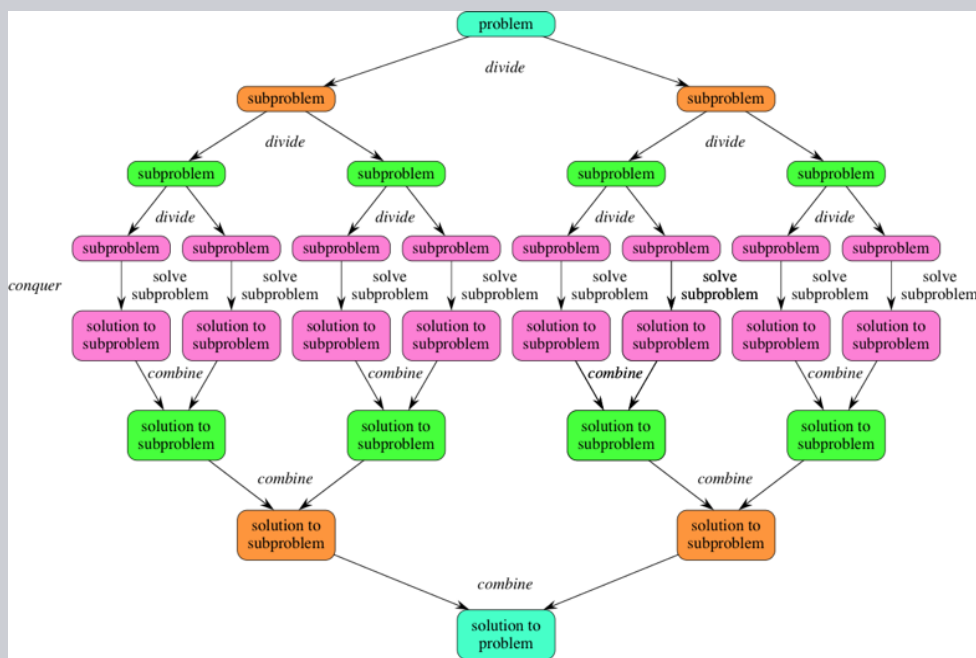 problem
divide
subproblem
subproblem
divide
divide
subproblem
subproblem
subproblem
subproblem
divide
divide
divide
divide
subproblem
subproblem
subproblem
subproblem
subproblem
subproblem
subproblem
subproblem
conquer
solve
subproblem
solve
subproblem
solve
subproblem
solve
subproblem
solve
subproblem
solve
subproblem
solve
subproblem
solve
subproblem
solution to
subproblem
solution to
subproblem
solution to
subproblem
solution to
subproblem
solution to
subproblem
solution to
subproblem
solution to
subproblem
solution to
subproblem
combine
combine
combine
combine
solution to
subproblem
solution to
subproblem
solution to
subproblem
solution to
subproblem
combine
combine
solution to
subproblem
solution to
subproblem
combine
solution to
problem